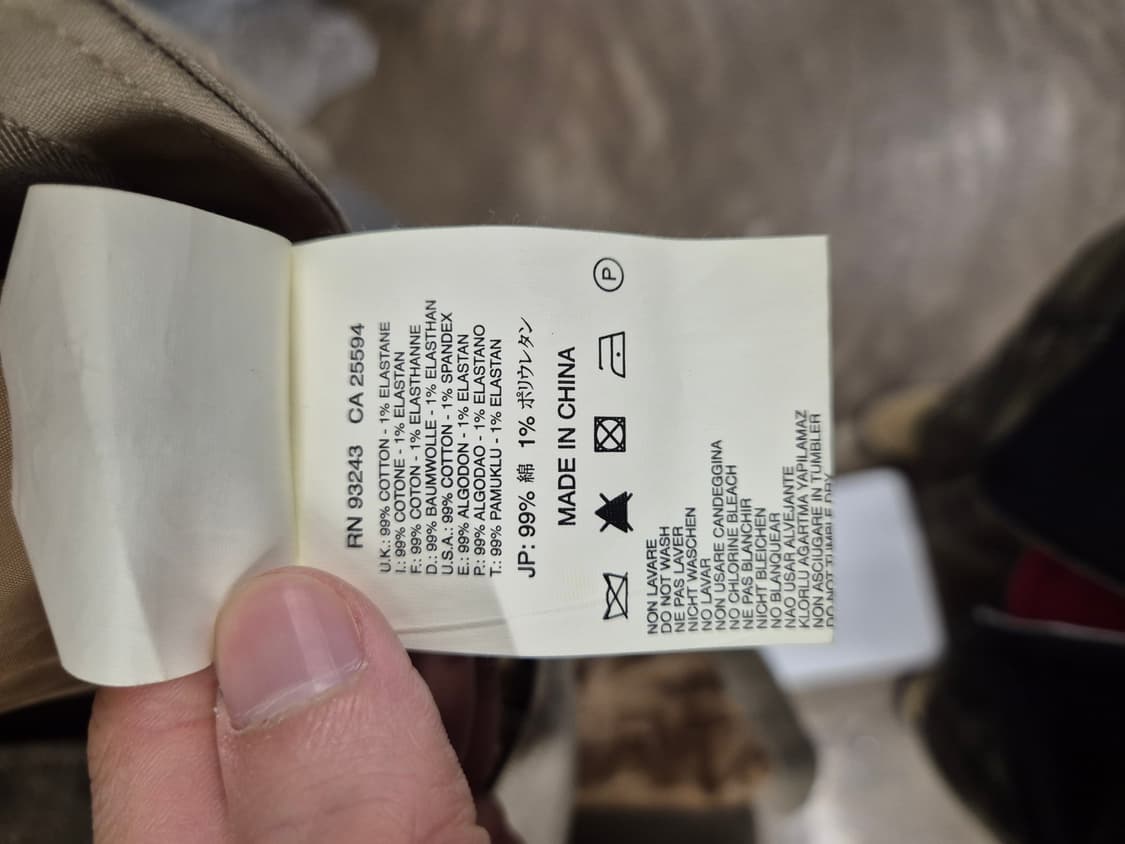 RN 93243 CA 25594
U.K.: 99% COTTON - 1% ELASTANE
I.: 99% COTONE - 1% ELASTAN
F.: 99% COTON - 1% ELASTHANNE
D.: 99% BAUMWOLLE - 1% ELASTHAN
U.S.A.: 99% COTTON - 1% SPANDEX
E.: 99% ALGODON - 1% ELASTAN
P.: 99% ALGODAO - 1% ELASTANO
T.: 99% PAMUKLU - 1% ELASTAN
JP: 99% 綿 1% ポリウレタン
MADE IN CHINA
P
NON LAVARE
DO NOT WASH
NE PAS LAVER
NICHT WASCHEN
NO LAVAR
NON USARE CANDEGGINA
NO CHLORINE BLEACH
NE PAS BLANCHIR
NICHT BLEICHEN
NO BLANQUEAR
NAO USAR ALVEJANTE
KLORLU AGARTMA YAPILAMAZ
NON ASCIUGARE IN TUMBLER
DO NOT TUMBLE DRY